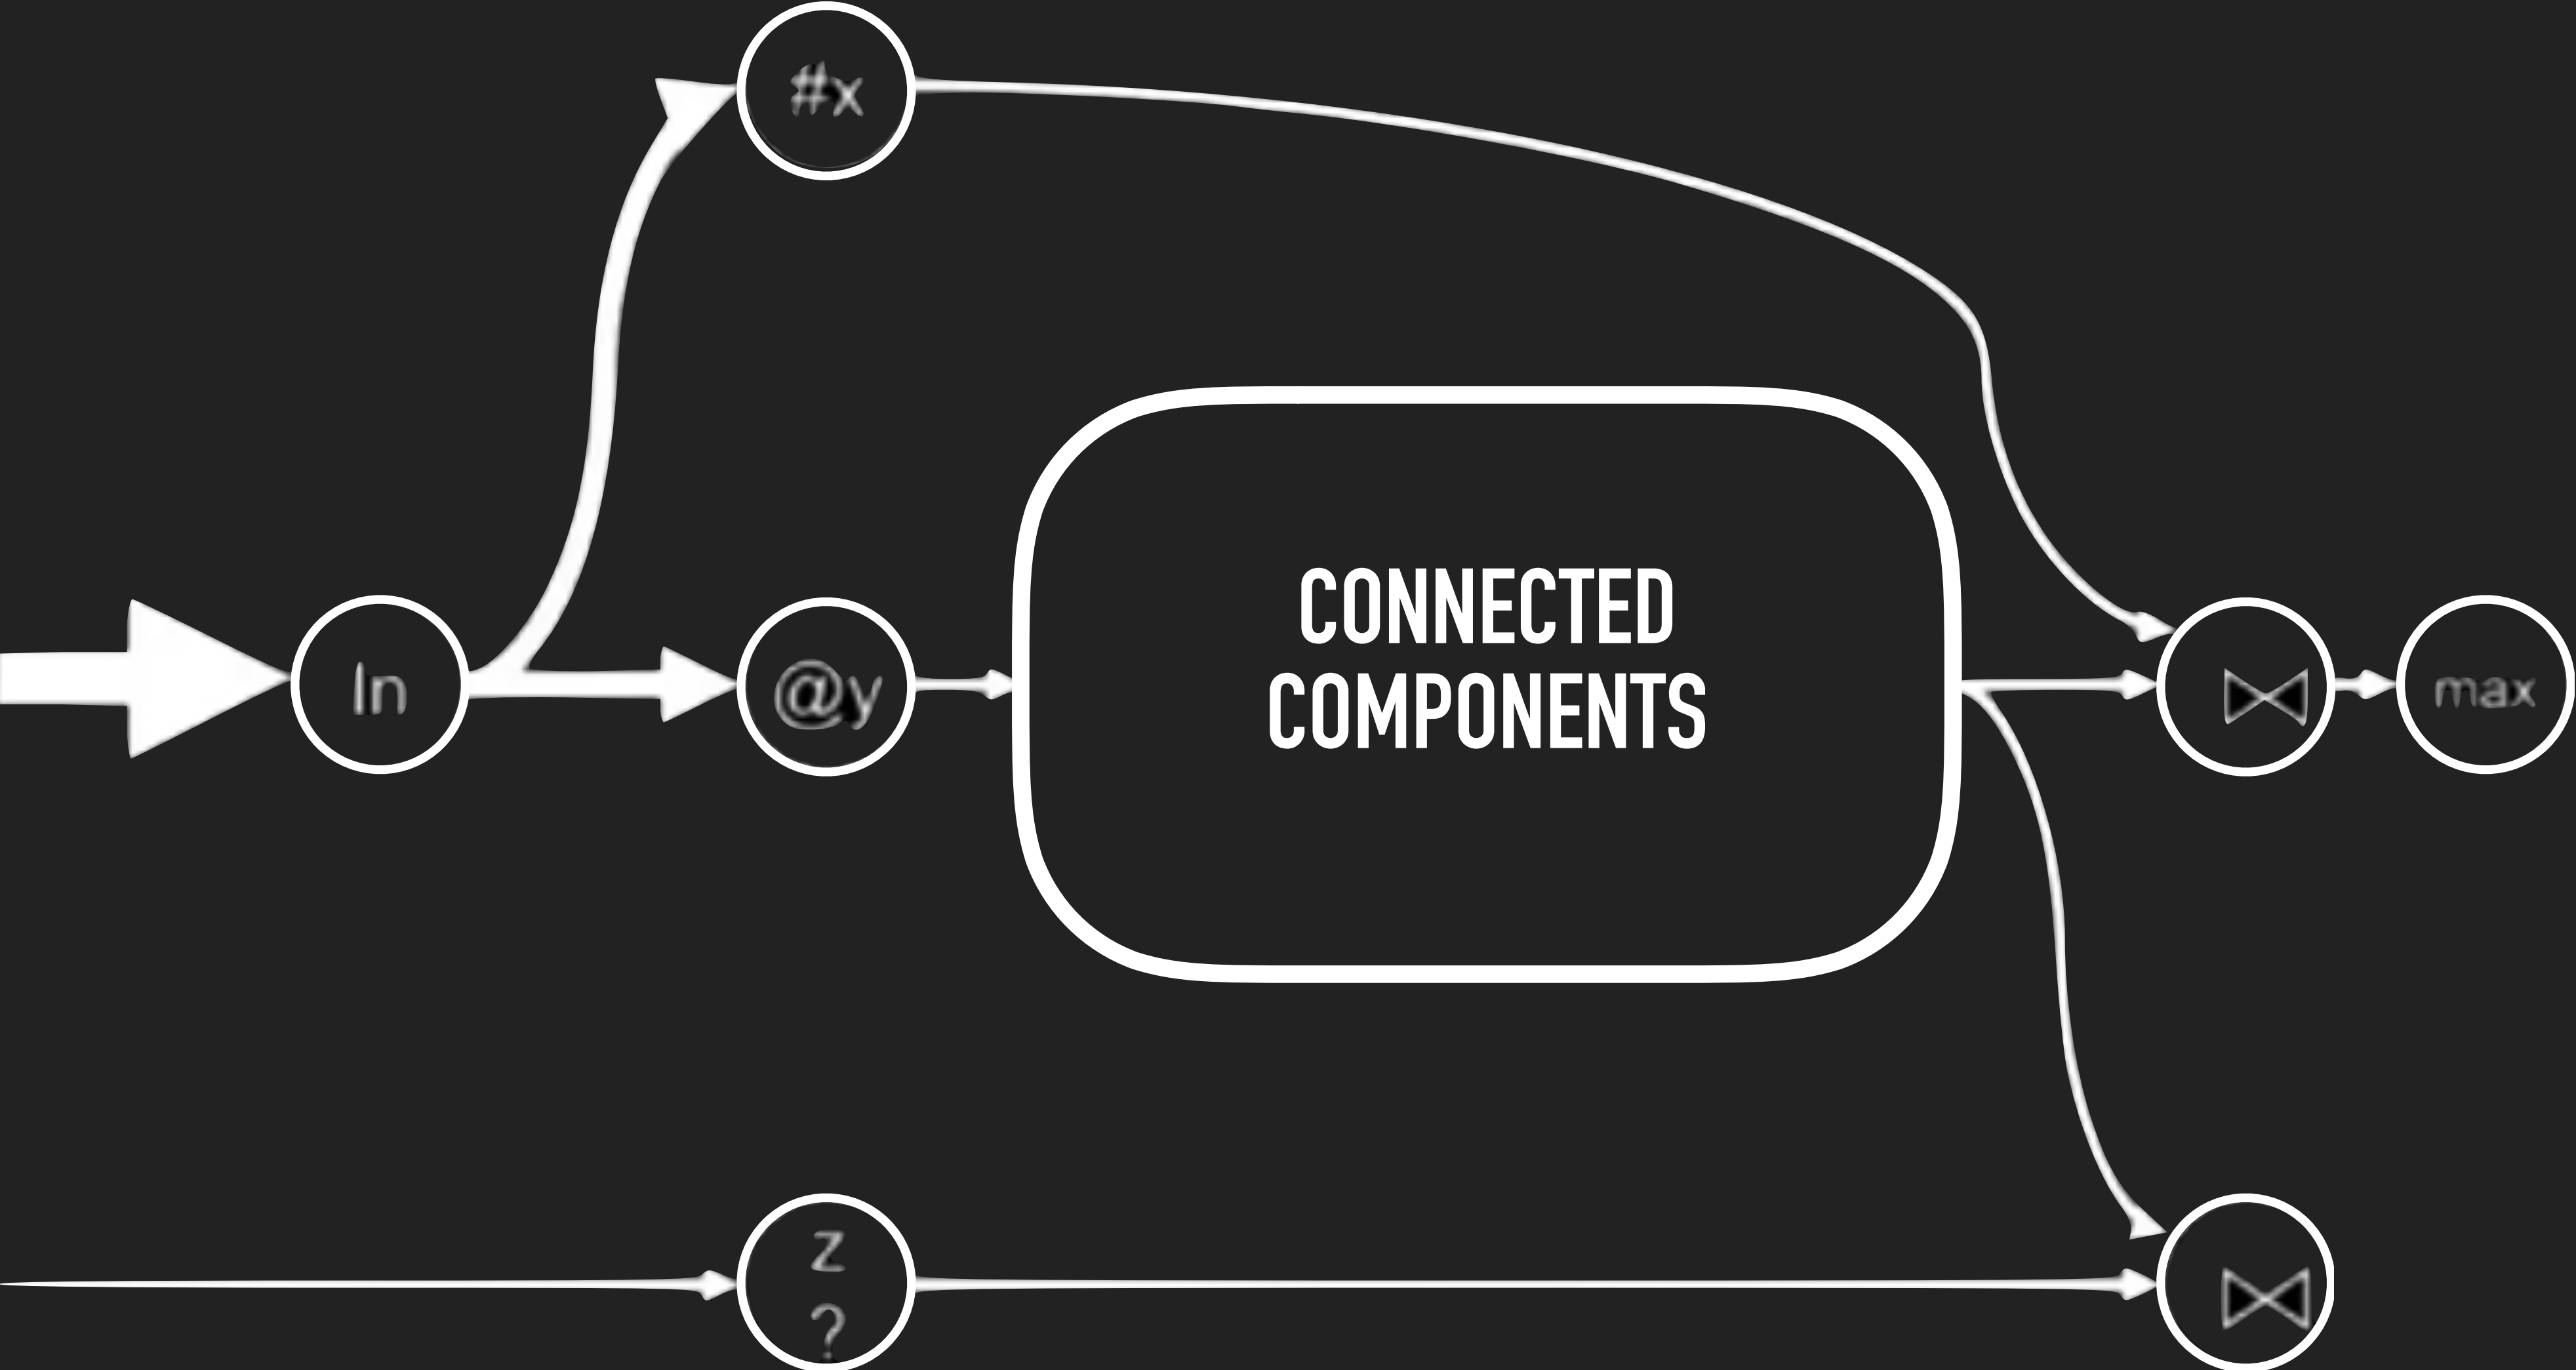 #x
In
@y
CONNECTED
COMPONENTS
⋈
max
z
?
⋈